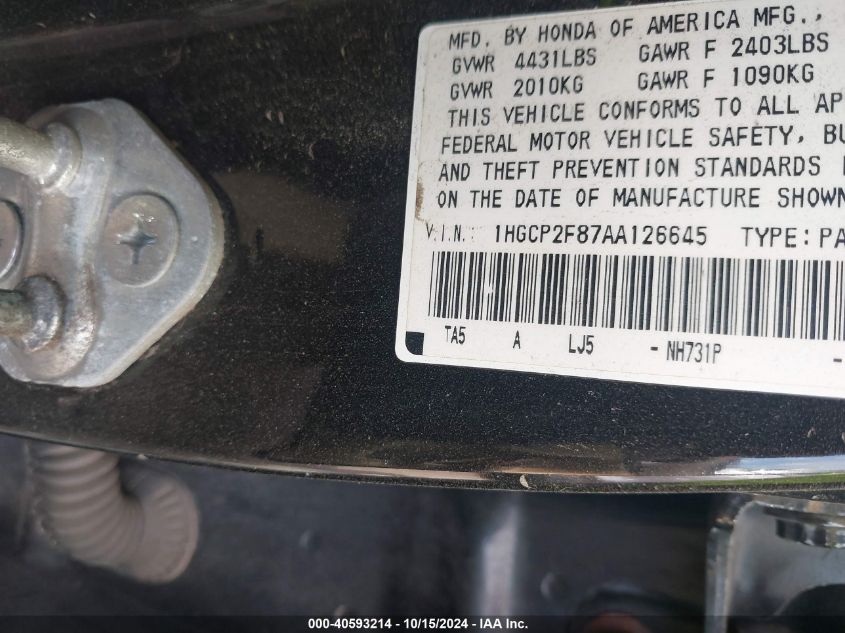 MFD. BY HONDA OF AMERICA MFG.,
GVWR 4431LBS GAWR F 2403LBS
GVWR 2010KG GAWR F 1090KG
THIS VEHICLE CONFORMS TO ALL AP
FEDERAL MOTOR VEHICLE SAFETY, BU
AND THEFT PREVENTION STANDARDS
ON THE DATE OF MANUFACTURE SHOWN
V.I.N. 1HGCP2F87AA126645 TYPE: PA
TA5 A LJ5 - NH731P -
000-40593214 - 10/15/2024 - IAA Inc.